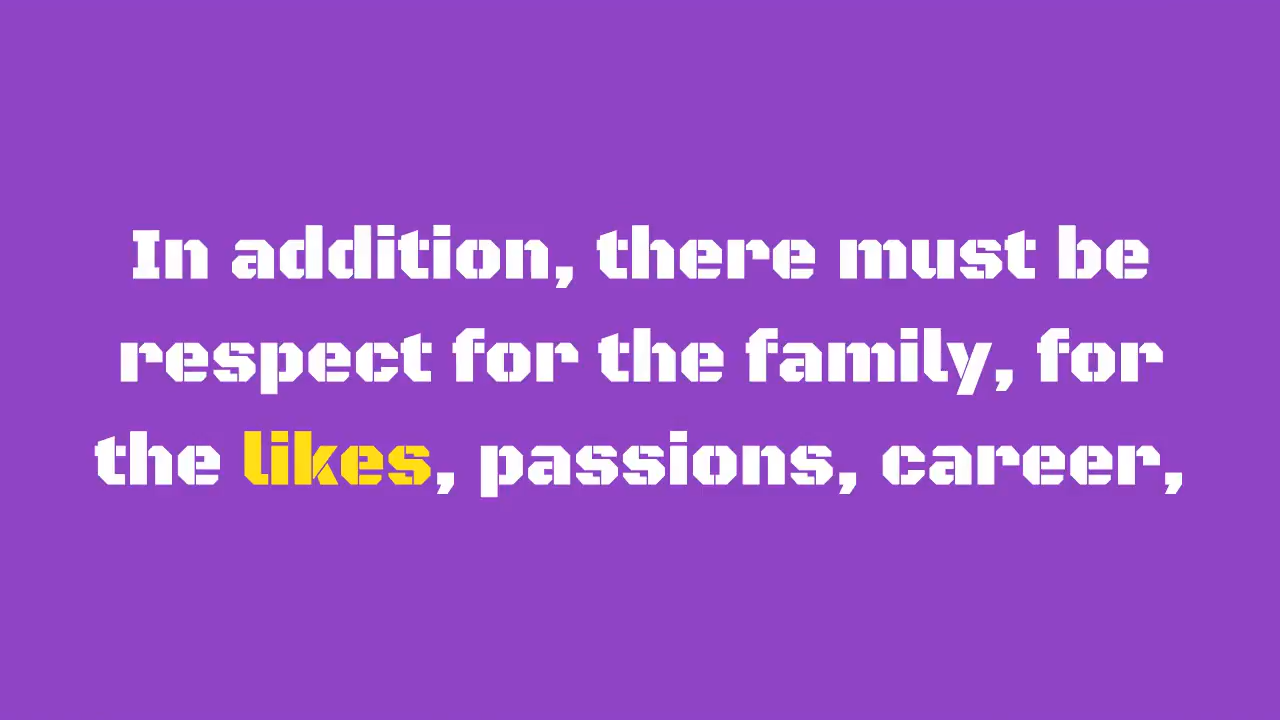 In addition, there must be
respect for the family, for
the likes, passions, career,